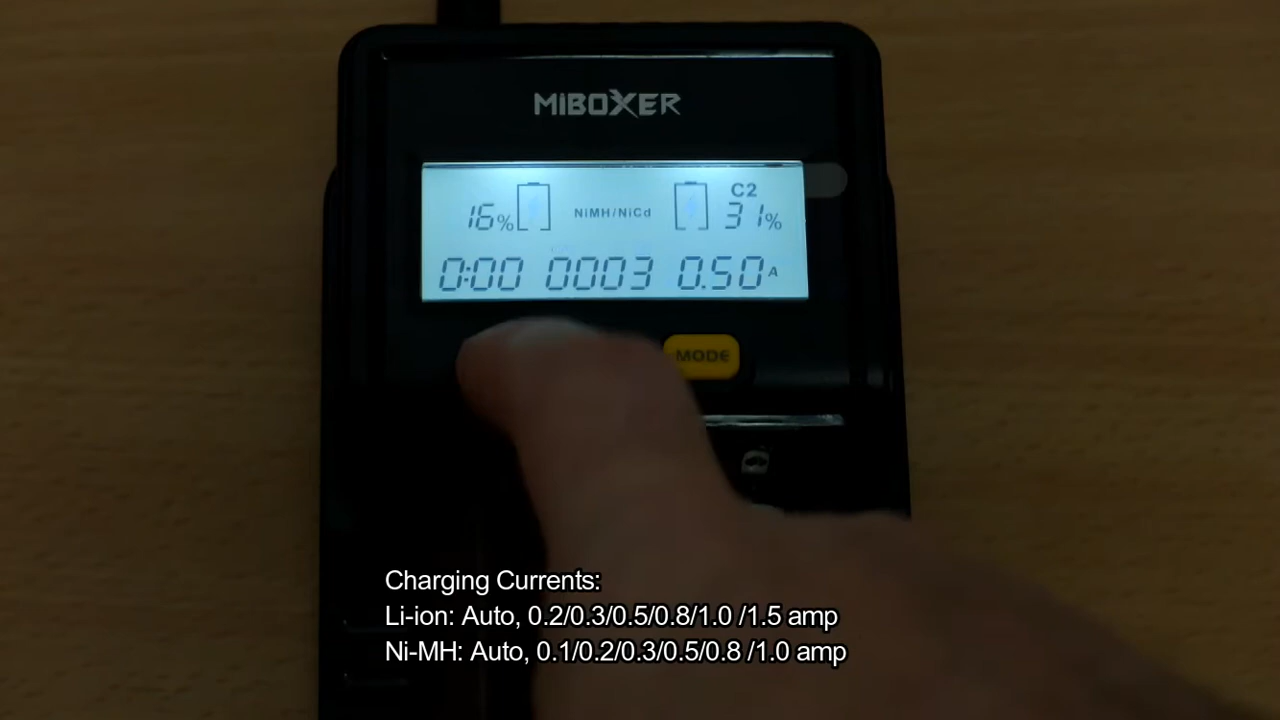 MIBOXER
C2
16% NiMH/NiCd 31%
0:00 0003 0.50A
MODE
Charging Currents:
Li-ion: Auto, 0.2/0.3/0.5/0.8/1.0 /1.5 amp
Ni-MH: Auto, 0.1/0.2/0.3/0.5/0.8 /1.0 amp